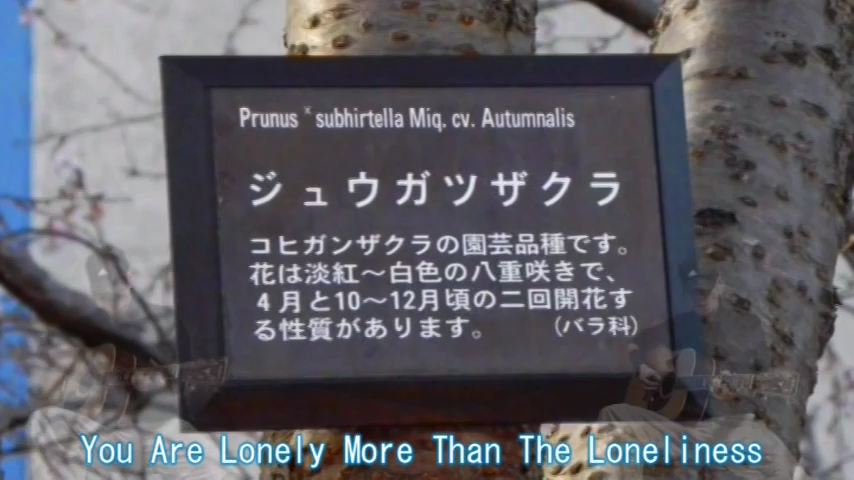 Prunus × subhirtella Miq. cv. Autumnalis
ジュウガツザクラ
コヒガンザクラの園芸品種です。
花は淡紅～白色の八重咲きで、
4月と10～12月頃の二回開花す
る性質があります。 (バラ科)
You Are Lonely More Than The Loneliness